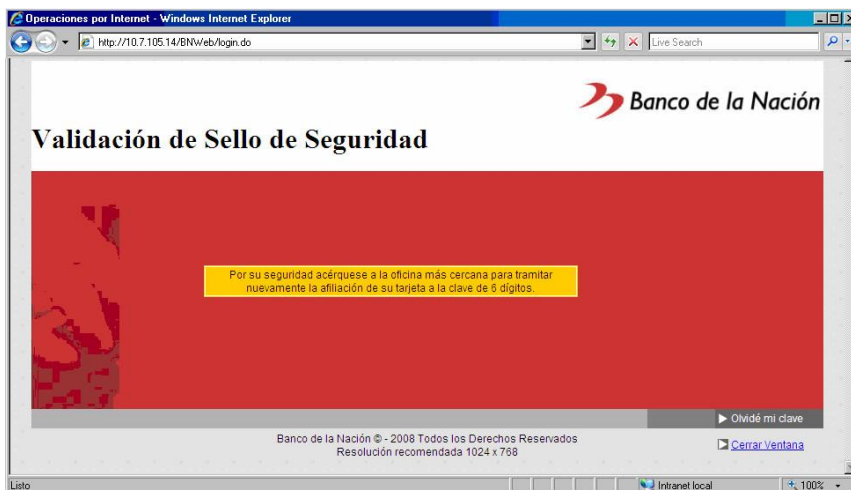 Operaciones por Internet - Windows Internet Explorer
http://10.7.105.14/BNWeb/login.do
Live Search
Banco de la Nación
Validación de Sello de Seguridad
Por su seguridad acérquese a la oficina más cercana para tramitar
nuevamente la afiliación de su tarjeta a la clave de 6 dígitos.
Olvidé mi clave
Banco de la Nación © - 2008 Todos los Derechos Reservados
Resolución recomendada 1024 x 768
Cerrar Ventana
Listo
Intranet local
100%